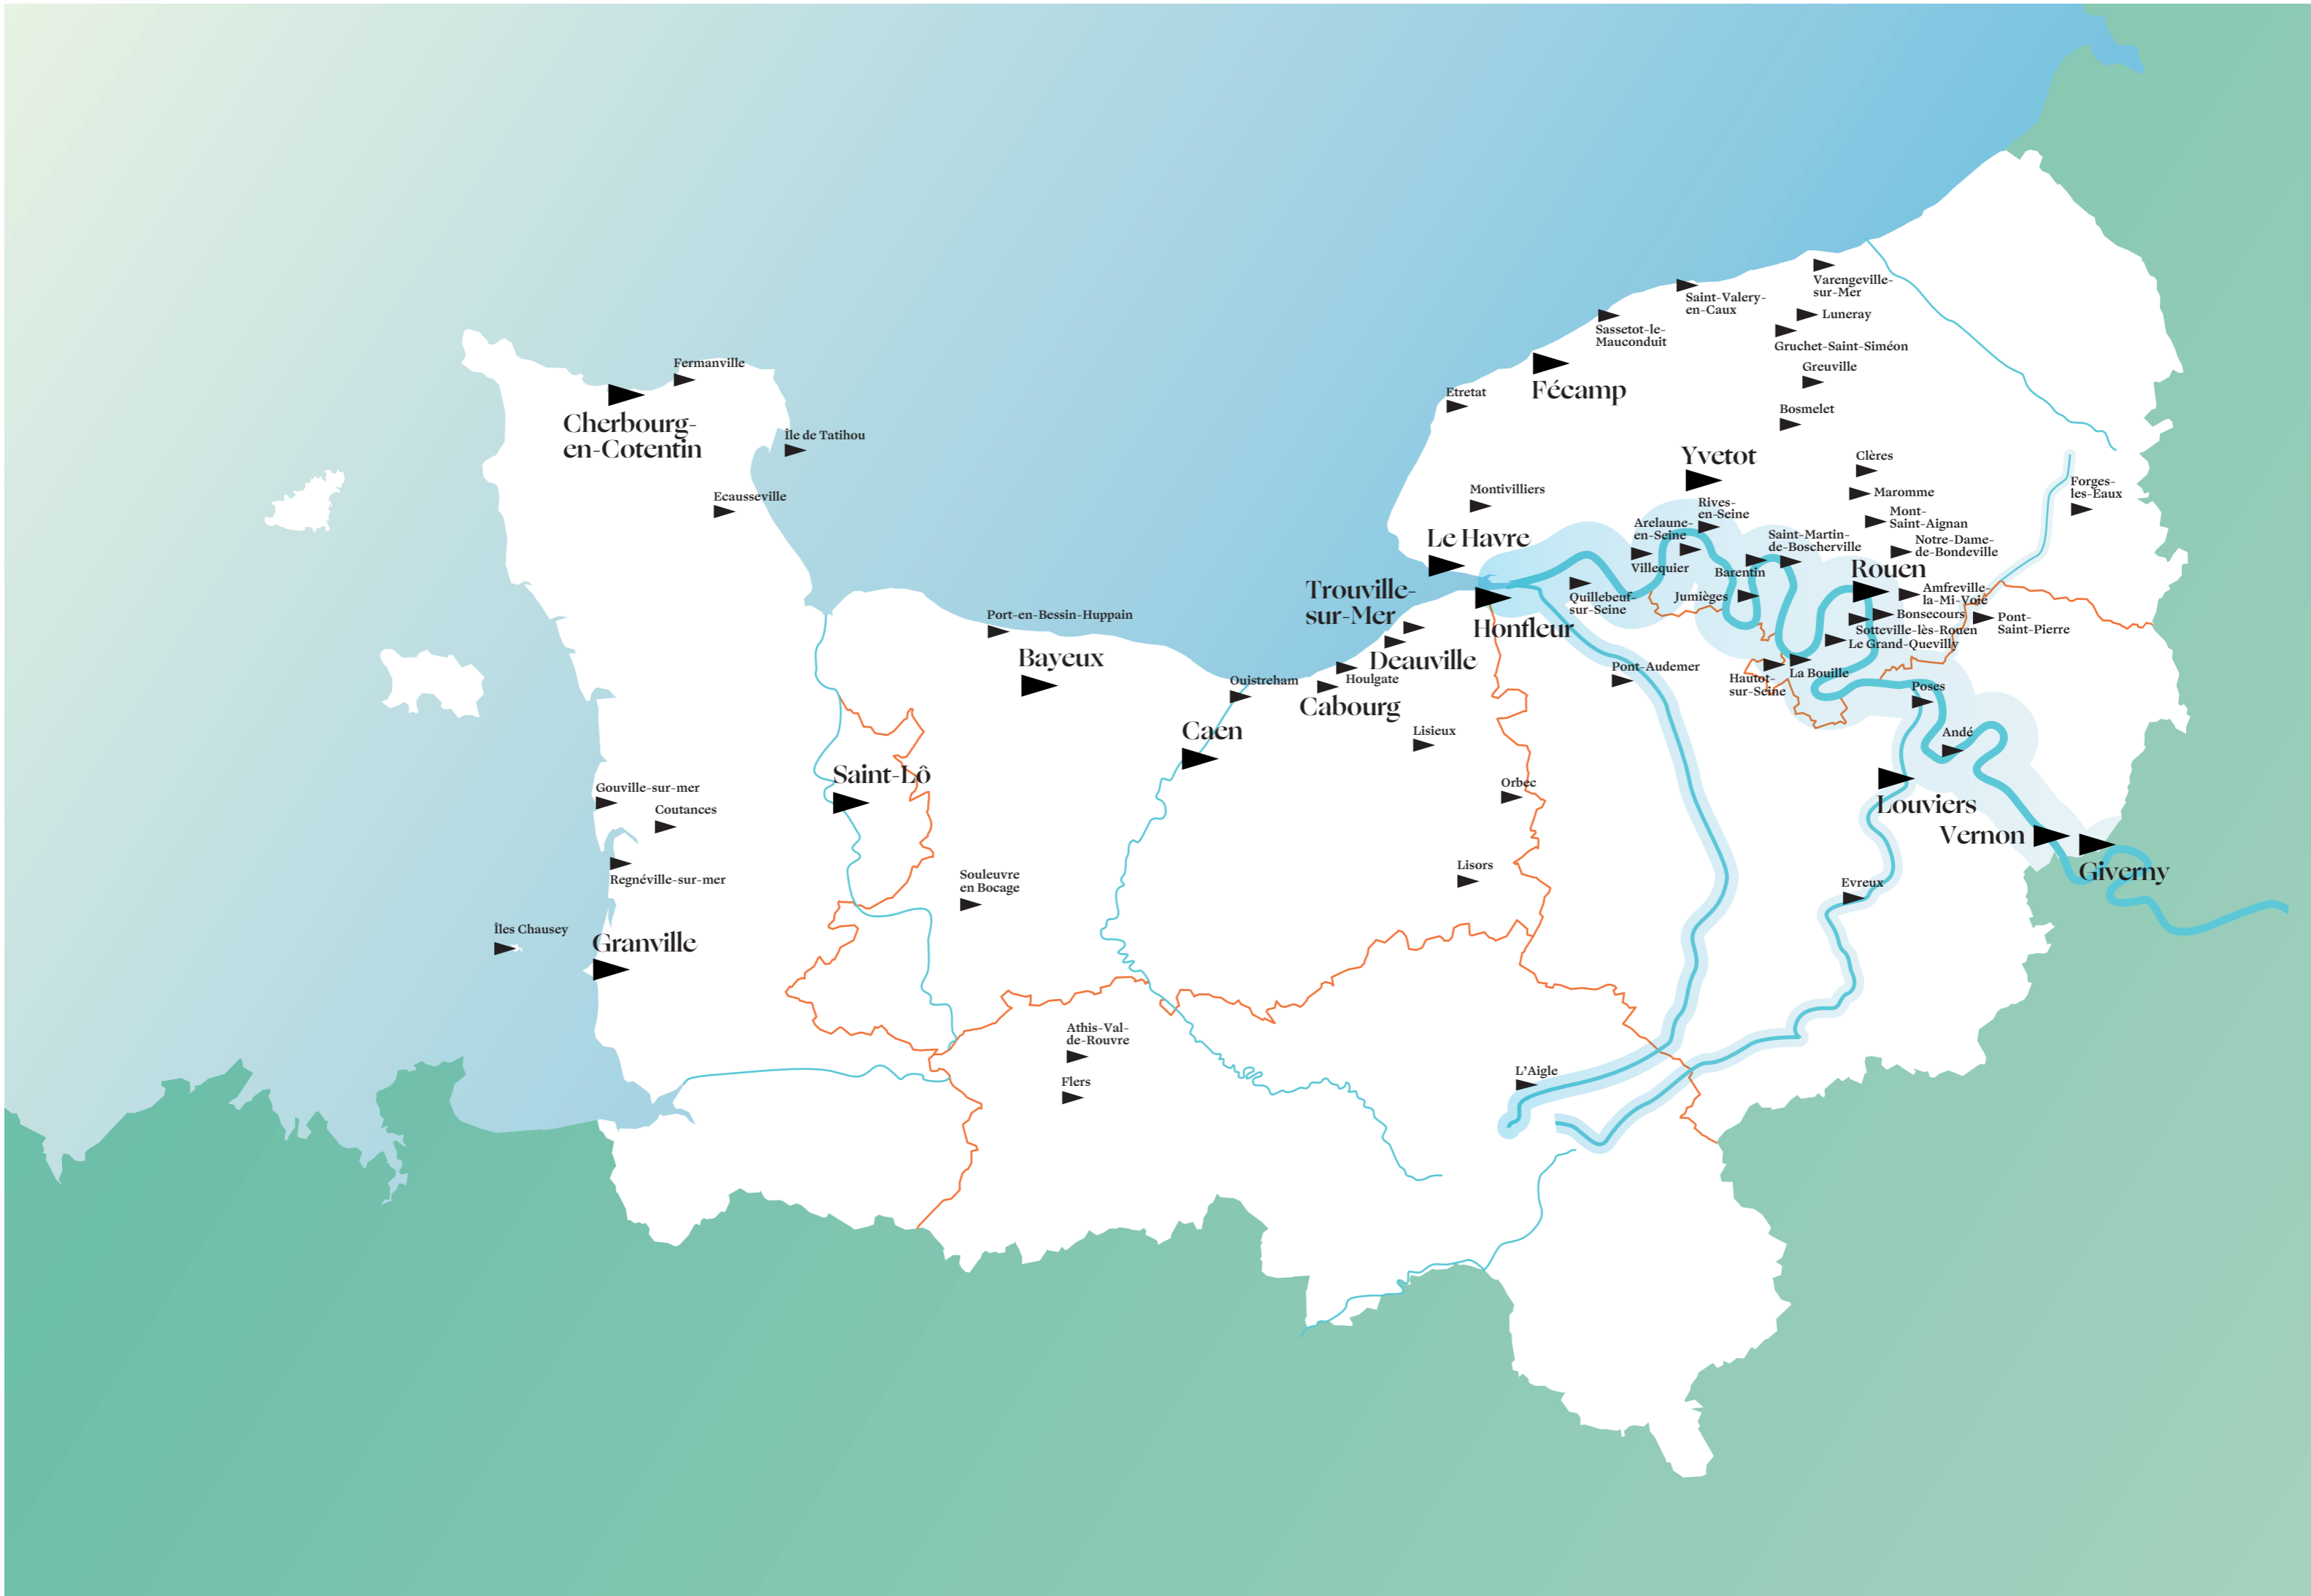 Varengeville-
sur-Mer
Saint-Valery-
en-Caux
Luneray
Sassetot-le-
Mauconduit
Gruchet-Saint-Siméon
Fermanville
Greuville
Fécamp
Etretat
Bosmelet
Cherbourg-
en-Cotentin
Île de Tatihou
Yvetot
Clères
Ecausseville
Montivilliers
Maromme
Forges-
les-Eaux
Rives-
en-Seine
Mont-
Saint-Aignan
Arelaune-
en-Seine
Le Havre
Saint-Martin-
de-Boscherville
Notre-Dame-
de-Bondeville
Villequier
Barentin
Rouen
Trouville-
sur-Mer
Quillebeuf-
sur-Seine
Jumièges
Amfreville-
la-Mi-Voie
Port-en-Bessin-Huppain
Bonsecours
Pont-
Saint-Pierre
Honfleur
Sotteville-lès-Rouen
Le Grand-Quevilly
Bayeux
Deauville
Pont-Audemer
La Bouille
Hautot-
sur-Seine
Houlgate
Ouistreham
Poses
Cabourg
Caen
Lisieux
Andé
Saint-Lô
Orbec
Gouville-sur-mer
Coutances
Louviers
Vernon
Lisors
Giverny
Regnéville-sur-mer
Souleuvre
en Bocage
Evreux
Îles Chausey
Granville
Athis-Val-
de-Rouvre
L'Aigle
Flers